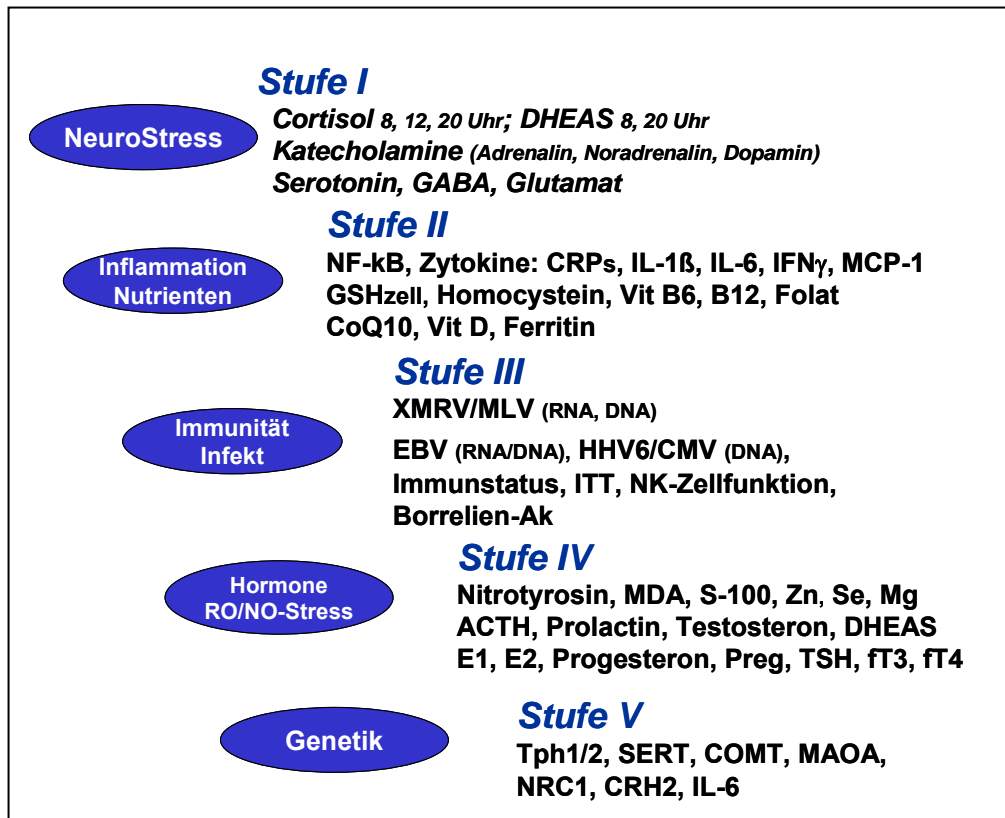 Stufe I
NeuroStress
Cortisol 8, 12, 20 Uhr; DHEAS 8, 20 Uhr
Katecholamine (Adrenalin, Noradrenalin, Dopamin)
Serotonin, GABA, Glutamat
Stufe II
Inflammation
Nutrienten
NF-kB, Zytokine: CRPs, IL-1ß, IL-6, IFNγ, MCP-1
GSHzell, Homocystein, Vit B6, B12, Folat
CoQ10, Vit D, Ferritin
Stufe III
Immunität
Infekt
XMRV/MLV (RNA, DNA)
EBV (RNA/DNA), HHV6/CMV (DNA),
Immunstatus, ITT, NK-Zellfunktion,
Borrelien-Ak
Stufe IV
Hormone
RO/NO-Stress
Nitrotyrosin, MDA, S-100, Zn, Se, Mg
ACTH, Prolactin, Testosteron, DHEAS
E1, E2, Progesteron, Preg, TSH, fT3, fT4
Stufe V
Genetik
Tph1/2, SERT, COMT, MAOA,
NRC1, CRH2, IL-6